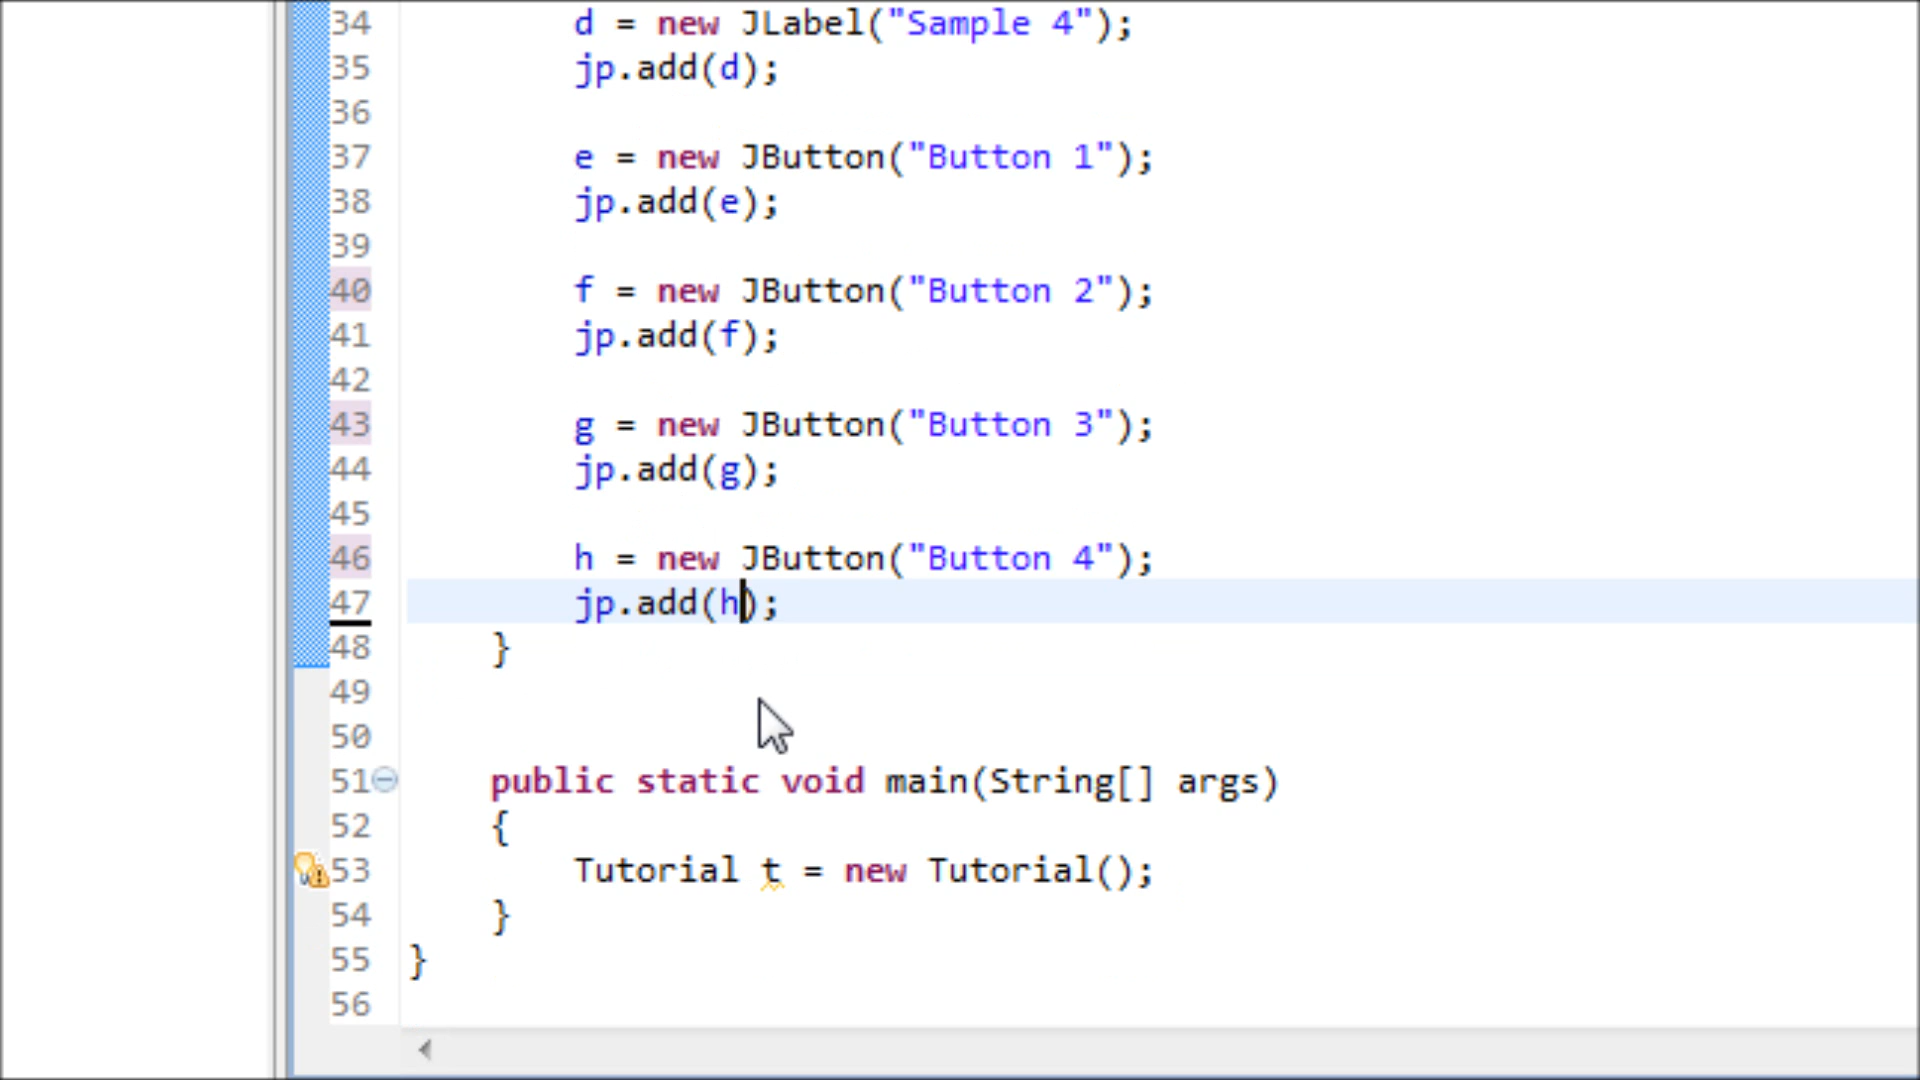 34 d = new JLabel("Sample 4");
35 jp.add(d);
36
37 e = new JButton("Button 1");
38 jp.add(e);
39
40 f = new JButton("Button 2");
41 jp.add(f);
42
43 g = new JButton("Button 3");
44 jp.add(g);
45
46 h = new JButton("Button 4");
47 jp.add(h);
48 }
49
50
51 public static void main(String[] args)
52 {
53 Tutorial t = new Tutorial();
54 }
55 }
56